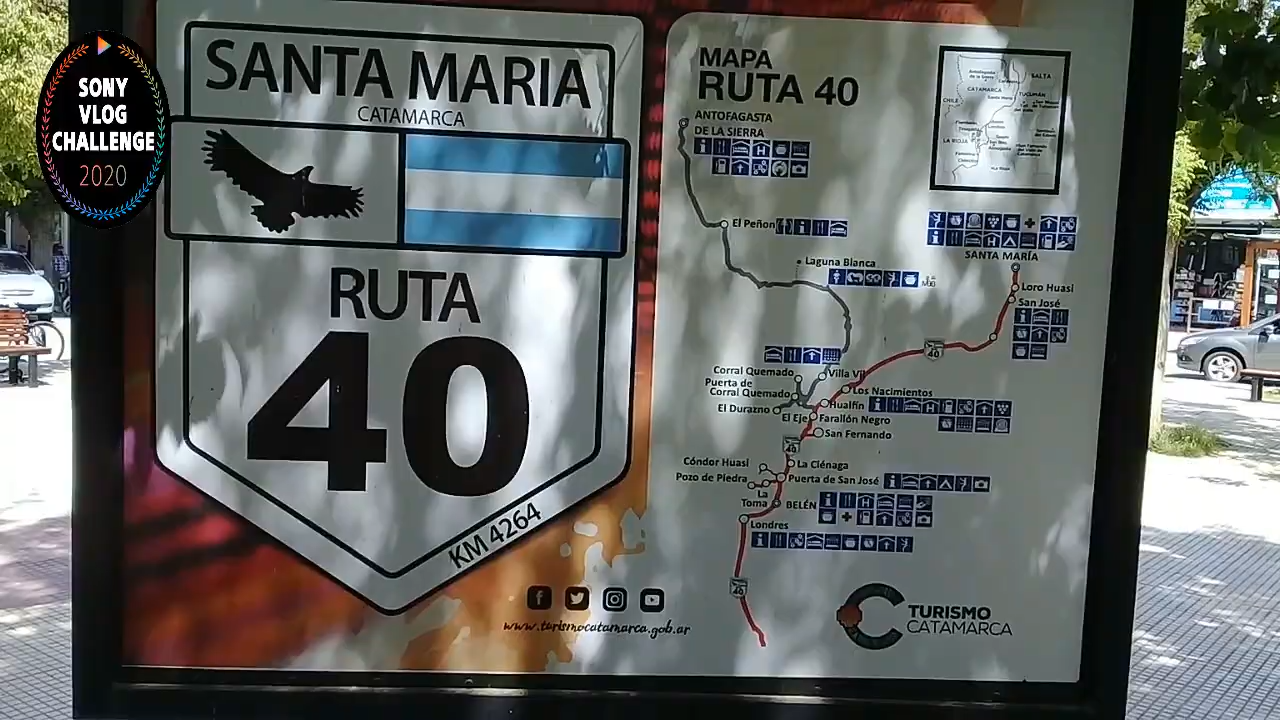 SONY
VLOG
CHALLENGE
2020
SANTA MARIA
CATAMARCA
RUTA
40
KM 4264
www.turismocatamarca.gob.ar
MAPA
RUTA 40
ANTOFAGASTA
DE LA SIERRA
El Peñon
Laguna Blanca
SANTA MARÍA
Loro Huasi
San José
40
Corral Quemado
Villa Vil
Puerta de
Corral Quemado
Los Nacimientos
El Durazno
Hualfín
El Eje
Farallón Negro
San Fernando
40
Cóndor Huasi
La Ciénaga
Pozo de Piedra
Puerta de San José
La
Toma
BELÉN
Londres
40
SALTA
CATAMARCA
TUCUMÁN
CHILE
LA RIOJA
TURISMO
CATAMARCA